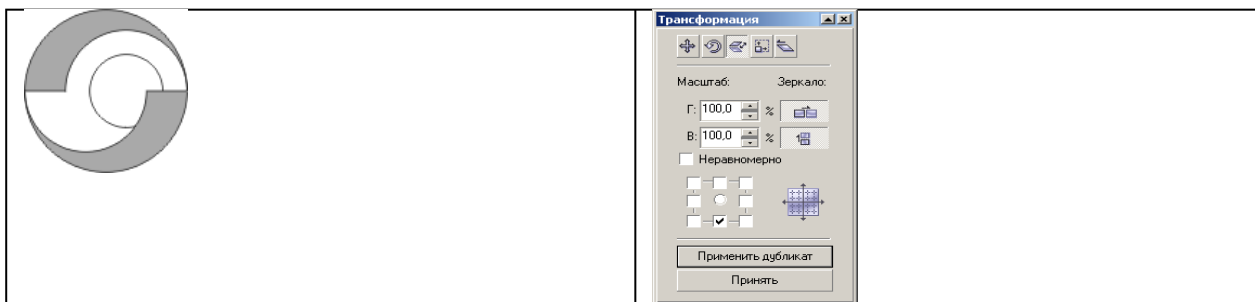 Трансформация
Масштаб: Зеркало:
Г: 100,0 %
В: 100,0 %
Неравномерно
Применить дубликат
Принять